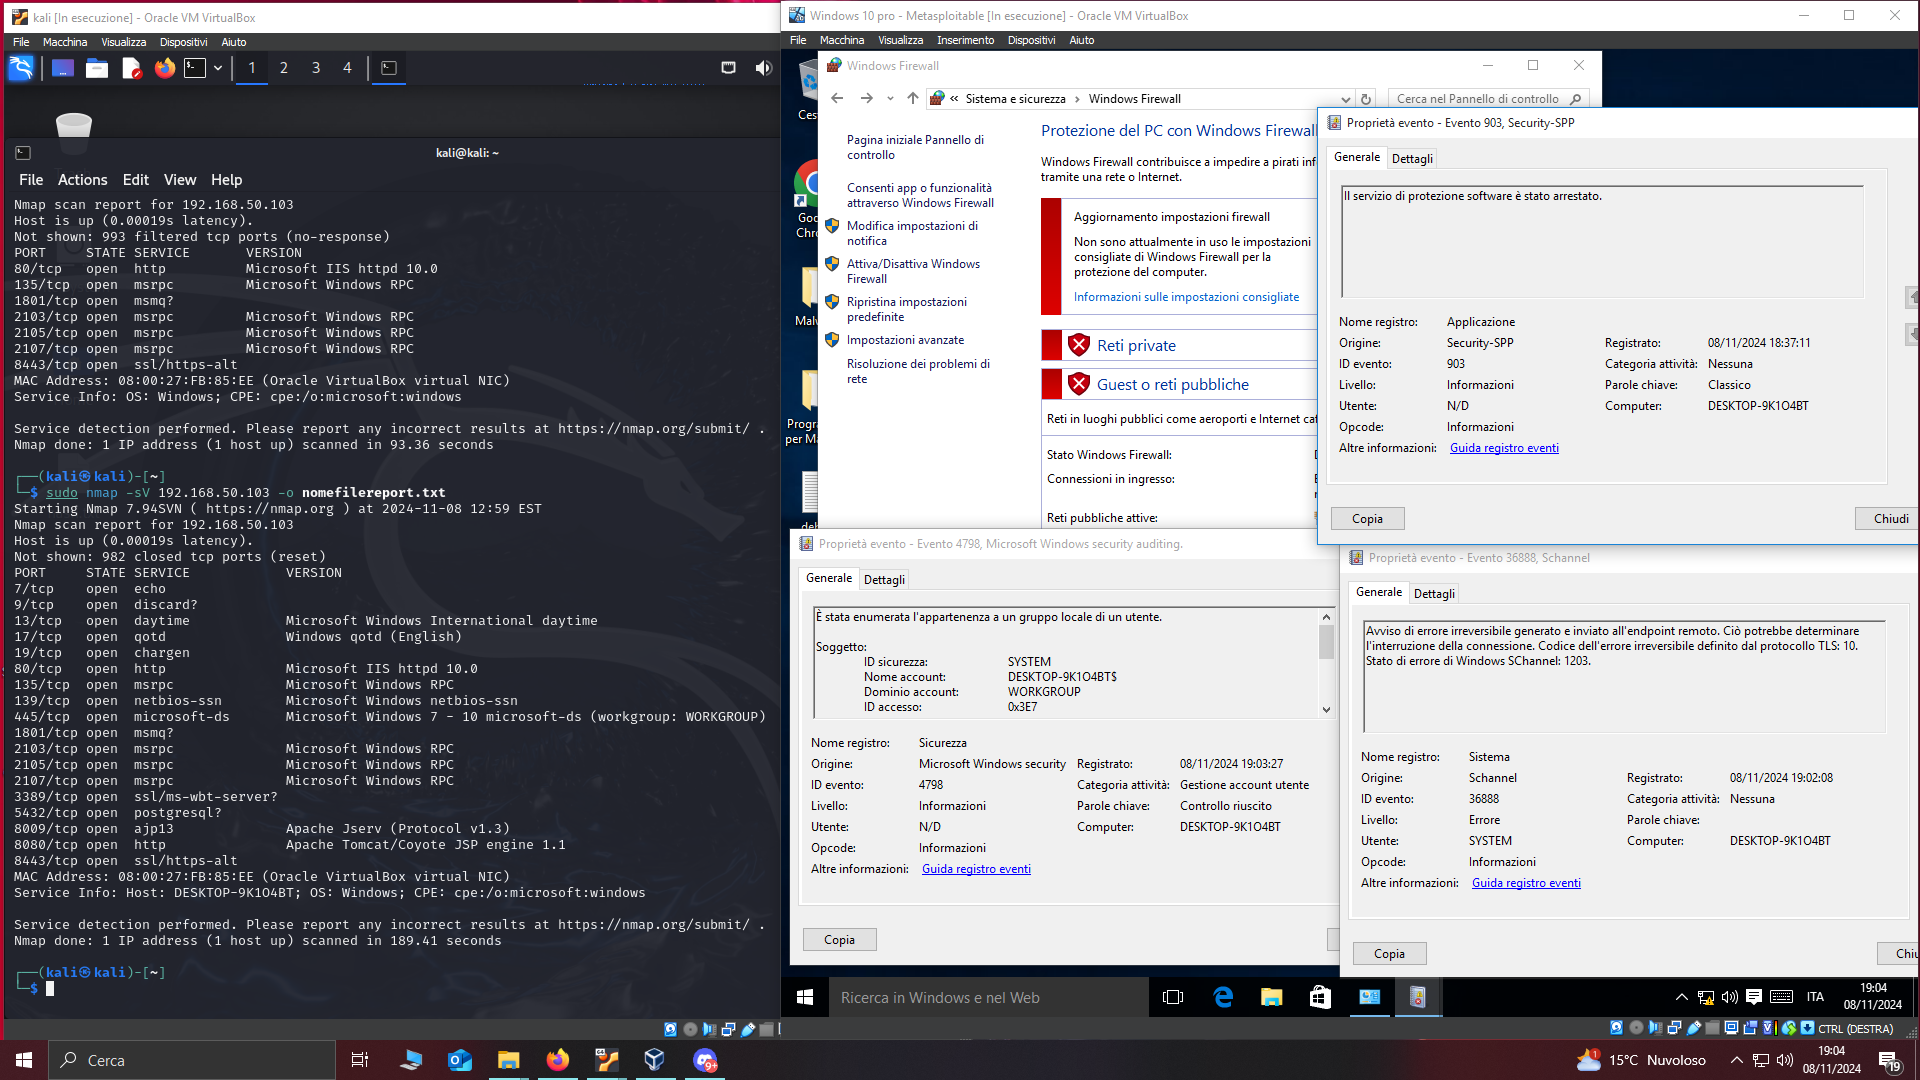 kali [In esecuzione] - Oracle VM VirtualBox
File Macchina Visualizza Dispositivi Aiuto
1 2 3 4
kali@kali: ~
File Actions Edit View Help
Nmap scan report for 192.168.50.103
Host is up (0.00019s latency).
Not shown: 993 filtered tcp ports (no-response)
PORT STATE SERVICE VERSION
80/tcp open http Microsoft IIS httpd 10.0
135/tcp open msrpc Microsoft Windows RPC
1801/tcp open msmq?
2103/tcp open msrpc Microsoft Windows RPC
2105/tcp open msrpc Microsoft Windows RPC
2107/tcp open msrpc Microsoft Windows RPC
8443/tcp open ssl/https-alt
MAC Address: 08:00:27:FB:85:EE (Oracle VirtualBox virtual NIC)
Service Info: OS: Windows; CPE: cpe:/o:microsoft:windows
Service detection performed. Please report any incorrect results at https://nmap.org/submit/ .
Nmap done: 1 IP address (1 host up) scanned in 93.36 seconds
(kali㉿kali)-[~]
$ sudo nmap -sV 192.168.50.103 -o nomefilereport.txt
Starting Nmap 7.94SVN ( https://nmap.org ) at 2024-11-08 12:59 EST
Nmap scan report for 192.168.50.103
Host is up (0.00019s latency).
Not shown: 982 closed tcp ports (reset)
PORT STATE SERVICE VERSION
7/tcp open echo
9/tcp open discard?
13/tcp open daytime Microsoft Windows International daytime
17/tcp open qotd Windows qotd (English)
19/tcp open chargen
80/tcp open http Microsoft IIS httpd 10.0
135/tcp open msrpc Microsoft Windows RPC
139/tcp open netbios-ssn Microsoft Windows netbios-ssn
445/tcp open microsoft-ds Microsoft Windows 7 - 10 microsoft-ds (workgroup: WORKGROUP)
1801/tcp open msmq?
2103/tcp open msrpc Microsoft Windows RPC
2105/tcp open msrpc Microsoft Windows RPC
2107/tcp open msrpc Microsoft Windows RPC
3389/tcp open ssl/ms-wbt-server?
5432/tcp open postgresql?
8009/tcp open ajp13 Apache Jserv (Protocol v1.3)
8080/tcp open http Apache Tomcat/Coyote JSP engine 1.1
8443/tcp open ssl/https-alt
MAC Address: 08:00:27:FB:85:EE (Oracle VirtualBox virtual NIC)
Service Info: Host: DESKTOP-9K1O4BT; OS: Windows; CPE: cpe:/o:microsoft:windows
Service detection performed. Please report any incorrect results at https://nmap.org/submit/ .
Nmap done: 1 IP address (1 host up) scanned in 189.41 seconds
(kali㉿kali)-[~]
$
Windows 10 pro - Metasploitable [In esecuzione] - Oracle VM VirtualBox
File Macchina Visualizza Inserimento Dispositivi Aiuto
Ces
Goo
Chro
Malv
Progr
per Ma
Windows Firewall
« Sistema e sicurezza › Windows Firewall
Cerca nel Pannello di controllo
Pagina iniziale Pannello di
controllo
Consenti app o funzionalità
attraverso Windows Firewall
Modifica impostazioni di
notifica
Attiva/Disattiva Windows
Firewall
Ripristina impostazioni
predefinite
Impostazioni avanzate
Risoluzione dei problemi di
rete
Protezione del PC con Windows Firewall
Windows Firewall contribuisce a impedire a pirati inf
tramite una rete o Internet.
Aggiornamento impostazioni firewall
Non sono attualmente in uso le impostazioni
consigliate di Windows Firewall per la
protezione del computer.
Informazioni sulle impostazioni consigliate
Reti private
Guest o reti pubbliche
Reti in luoghi pubblici come aeroporti e Internet caf
Stato Windows Firewall:
Connessioni in ingresso:
Reti pubbliche attive:
Proprietà evento - Evento 903, Security-SPP
Generale Dettagli
Il servizio di protezione software è stato arrestato.
Nome registro: Applicazione
Origine: Security-SPP Registrato: 08/11/2024 18:37:11
ID evento: 903 Categoria attività: Nessuna
Livello: Informazioni Parole chiave: Classico
Utente: N/D Computer: DESKTOP-9K1O4BT
Opcode: Informazioni
Altre informazioni: Guida registro eventi
Copia Chiudi
Proprietà evento - Evento 4798, Microsoft Windows security auditing.
Generale Dettagli
È stata enumerata l'appartenenza a un gruppo locale di un utente.
Soggetto:
ID sicurezza: SYSTEM
Nome account: DESKTOP-9K1O4BT$
Dominio account: WORKGROUP
ID accesso: 0x3E7
Nome registro: Sicurezza
Origine: Microsoft Windows security Registrato: 08/11/2024 19:03:27
ID evento: 4798 Categoria attività: Gestione account utente
Livello: Informazioni Parole chiave: Controllo riuscito
Utente: N/D Computer: DESKTOP-9K1O4BT
Opcode: Informazioni
Altre informazioni: Guida registro eventi
Copia
Proprietà evento - Evento 36888, Schannel
Generale Dettagli
Avviso di errore irreversibile generato e inviato all'endpoint remoto. Ciò potrebbe determinare
l'interruzione della connessione. Codice dell'errore irreversibile definito dal protocollo TLS: 10.
Stato di errore di Windows SChannel: 1203.
Nome registro: Sistema
Origine: Schannel Registrato: 08/11/2024 19:02:08
ID evento: 36888 Categoria attività: Nessuna
Livello: Errore Parole chiave:
Utente: SYSTEM Computer: DESKTOP-9K1O4BT
Opcode: Informazioni
Altre informazioni: Guida registro eventi
Copia Chiu
Ricerca in Windows e nel Web
ITA
19:04
08/11/2024
CTRL (DESTRA)
Cerca
9+
1
15°C Nuvoloso
19:04
08/11/2024
19